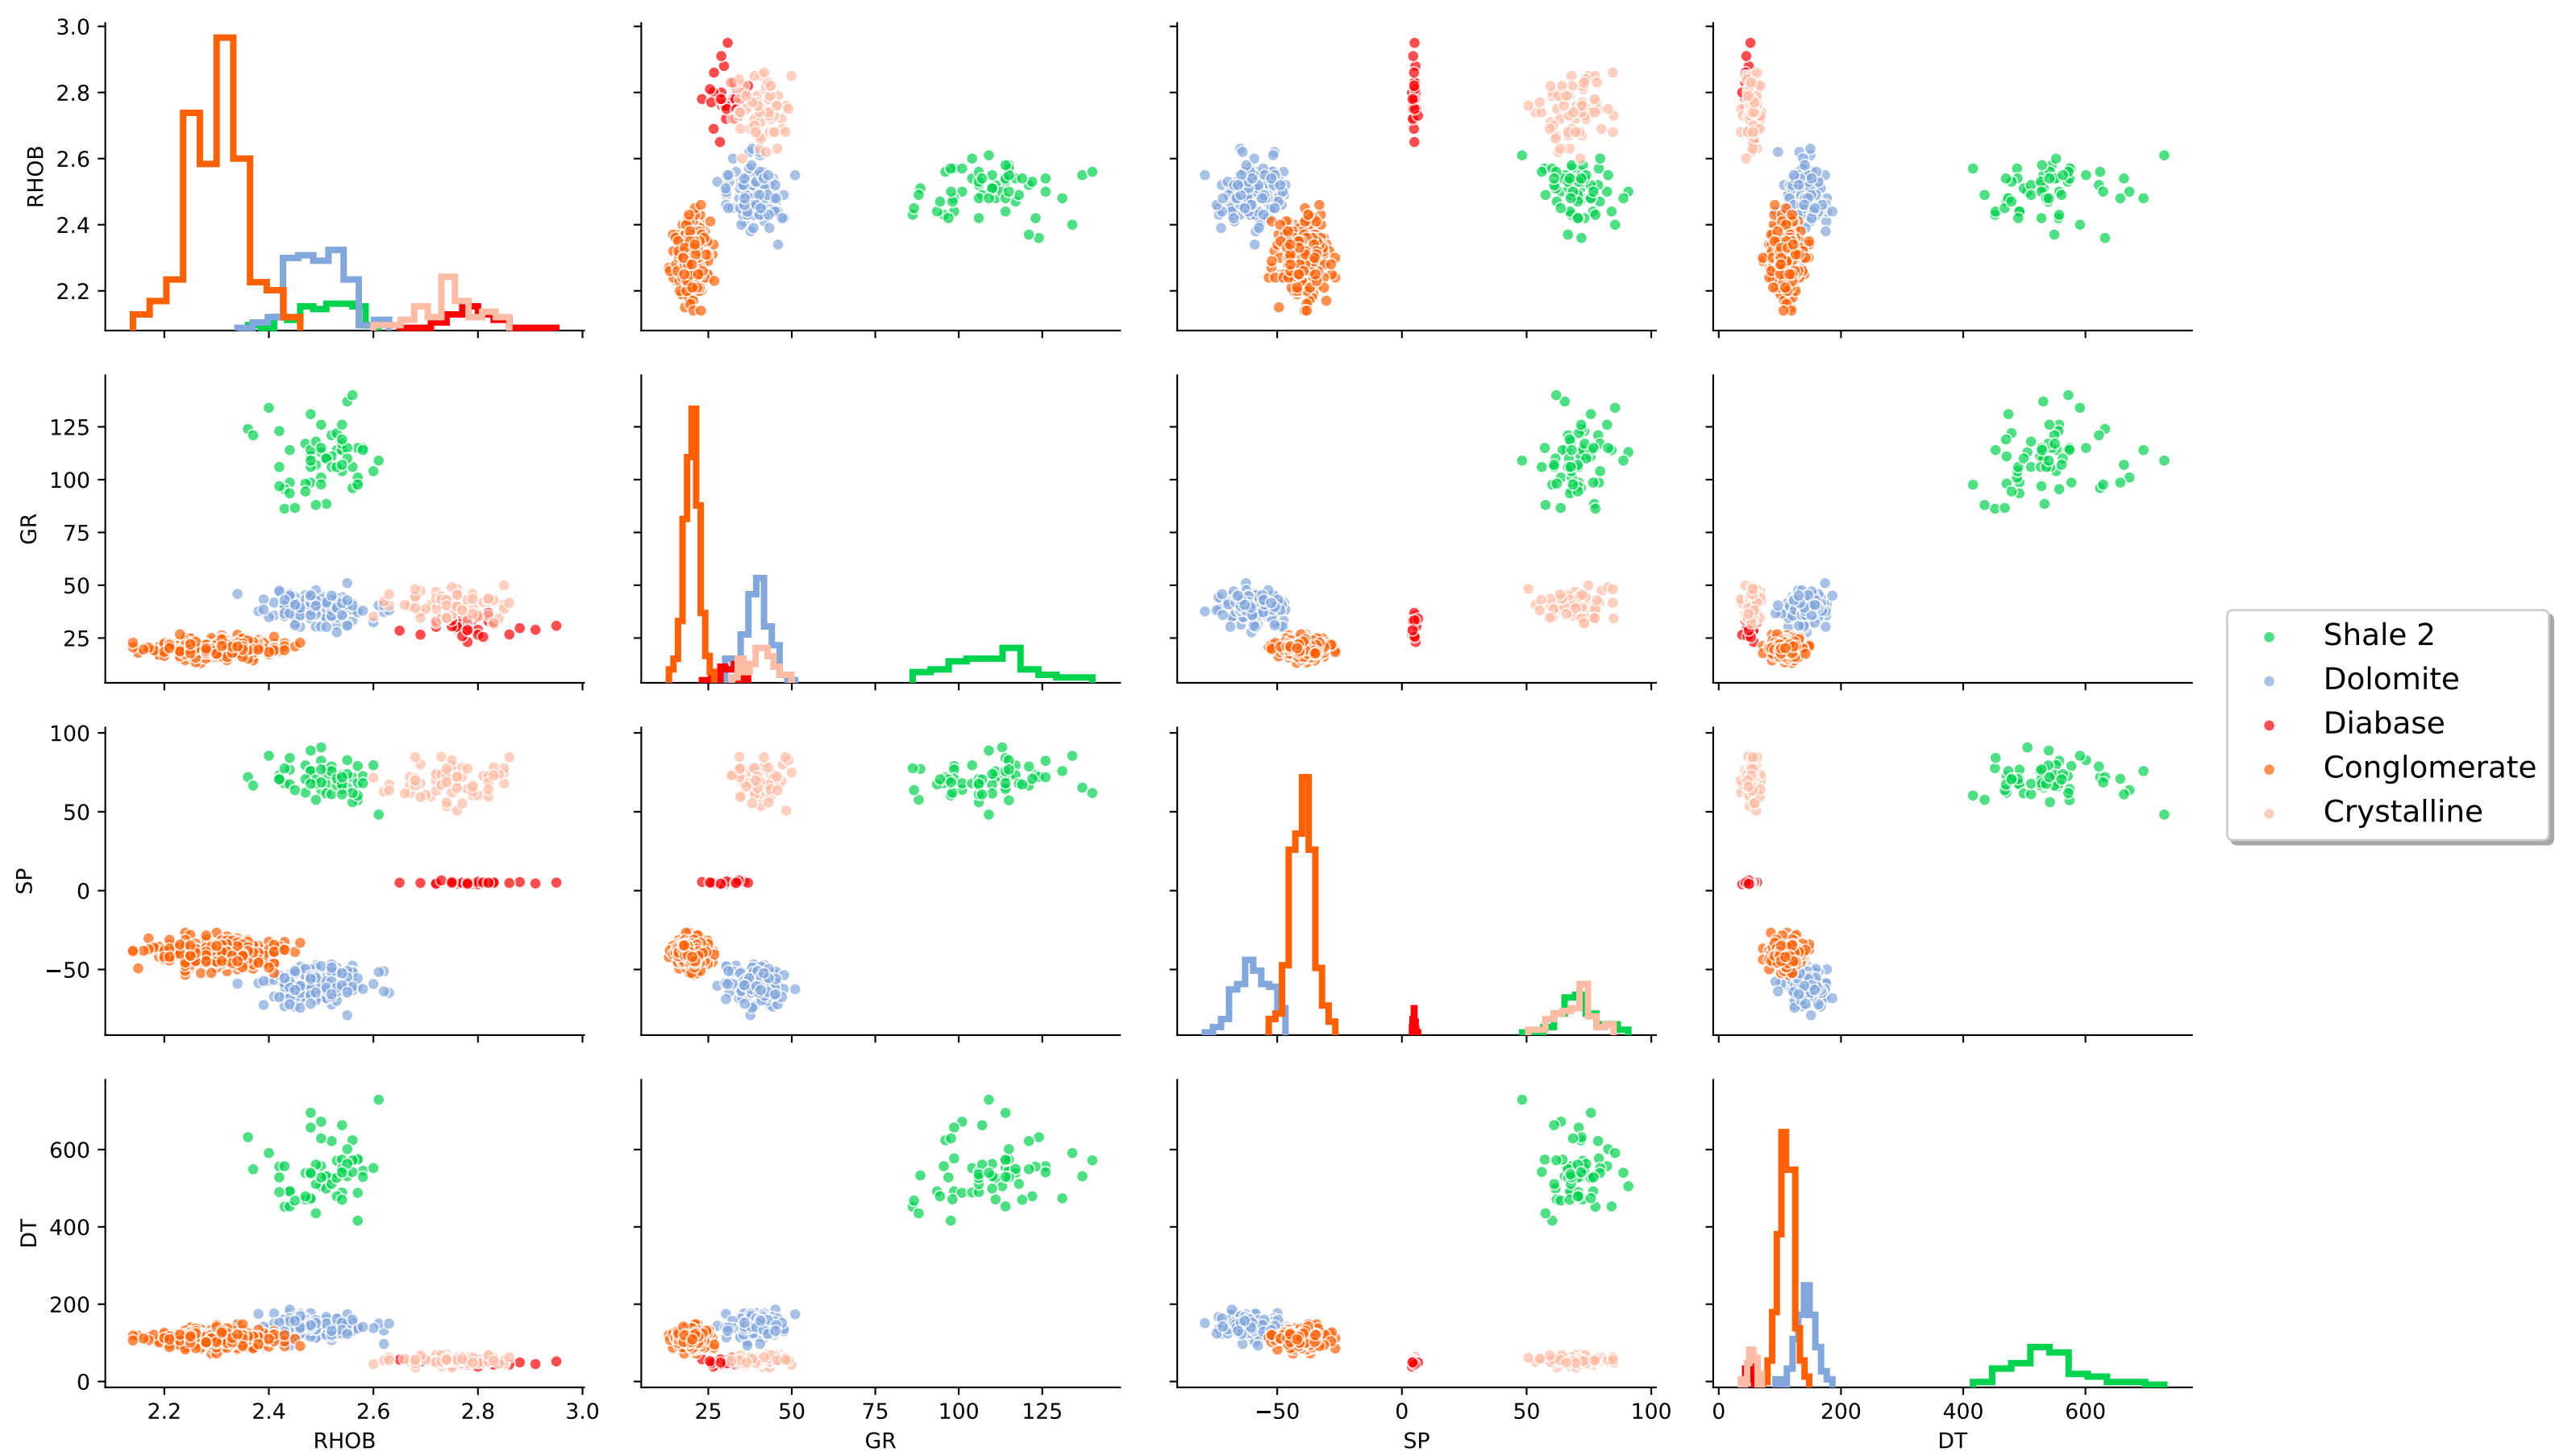 3.0
2.8
2.6
2.4
2.2
RHOB
125
100
75
50
25
GR
100
50
0
−50
SP
600
400
200
0
DT
2.2 2.4 2.6 2.8 3.0
RHOB
25 50 75 100 125
GR
−50 0 50 100
SP
0 200 400 600
DT
Shale 2
Dolomite
Diabase
Conglomerate
Crystalline